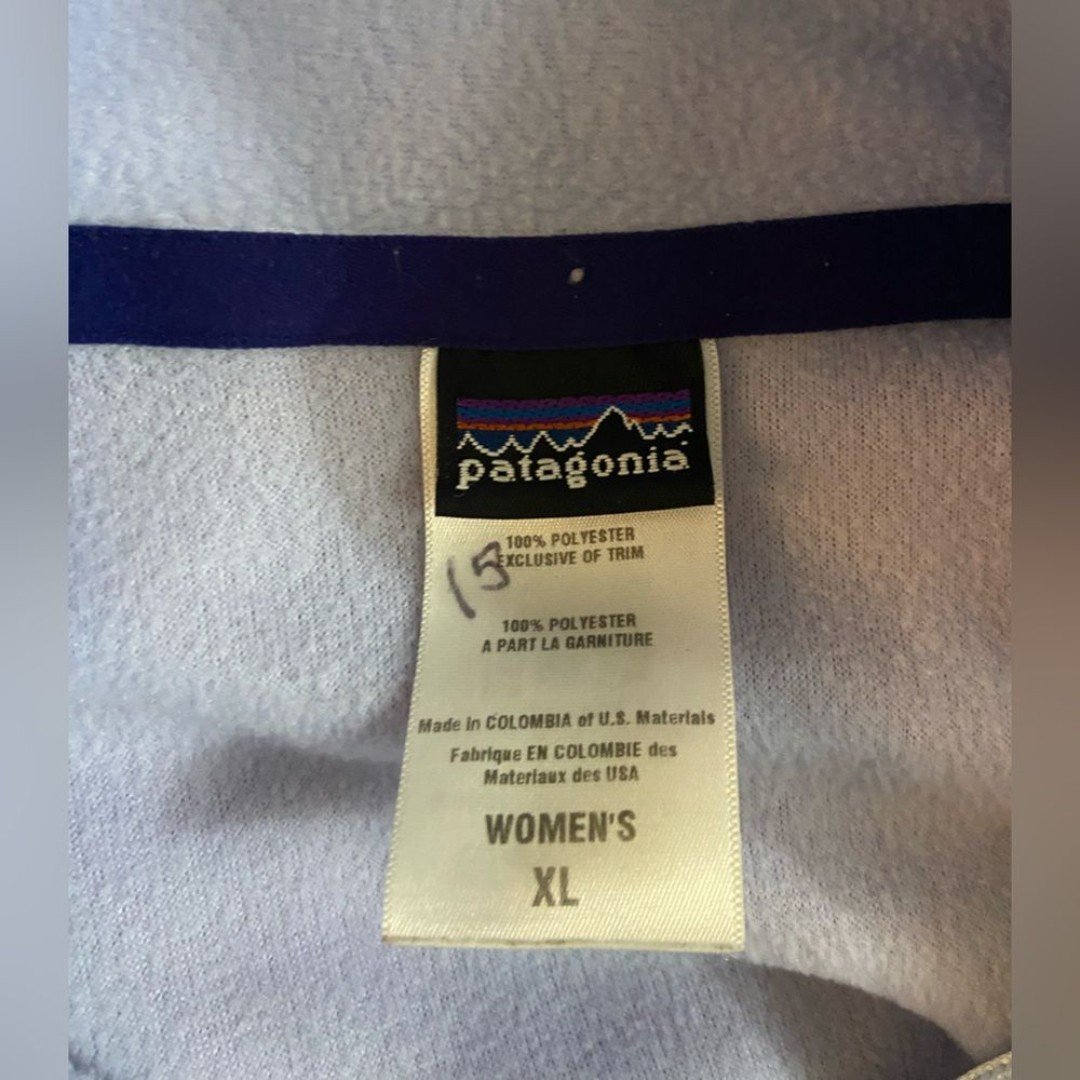 patagonia
100% POLYESTER
EXCLUSIVE OF TRIM
15
100% POLYESTER
A PART LA GARNITURE
Made in COLOMBIA of U.S. Materials
Fabrique EN COLOMBIE des
Materiaux des USA
WOMEN'S
XL